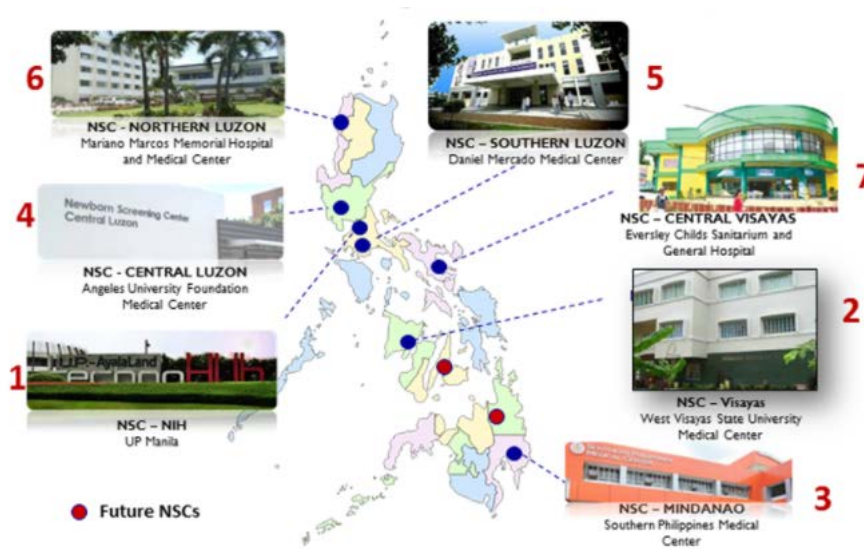 6
NSC - NORTHERN LUZON
Mariano Marcos Memorial Hospital
and Medical Center
5
NSC – SOUTHERN LUZON
Daniel Mercado Medical Center
7
NSC – CENTRAL VISAYAS
Eversley Childs Sanitarium and
General Hospital
4
Newborn Screening Center
Central Luzon
NSC - CENTRAL LUZON
Angeles University Foundation
Medical Center
2
NSC – Visayas
West Visayas State University
Medical Center
1
UP-AyalaLand
TechnoHUb
NSC – NIH
UP Manila
3
NSC – MINDANAO
Southern Philippines Medical
Center
Future NSCs